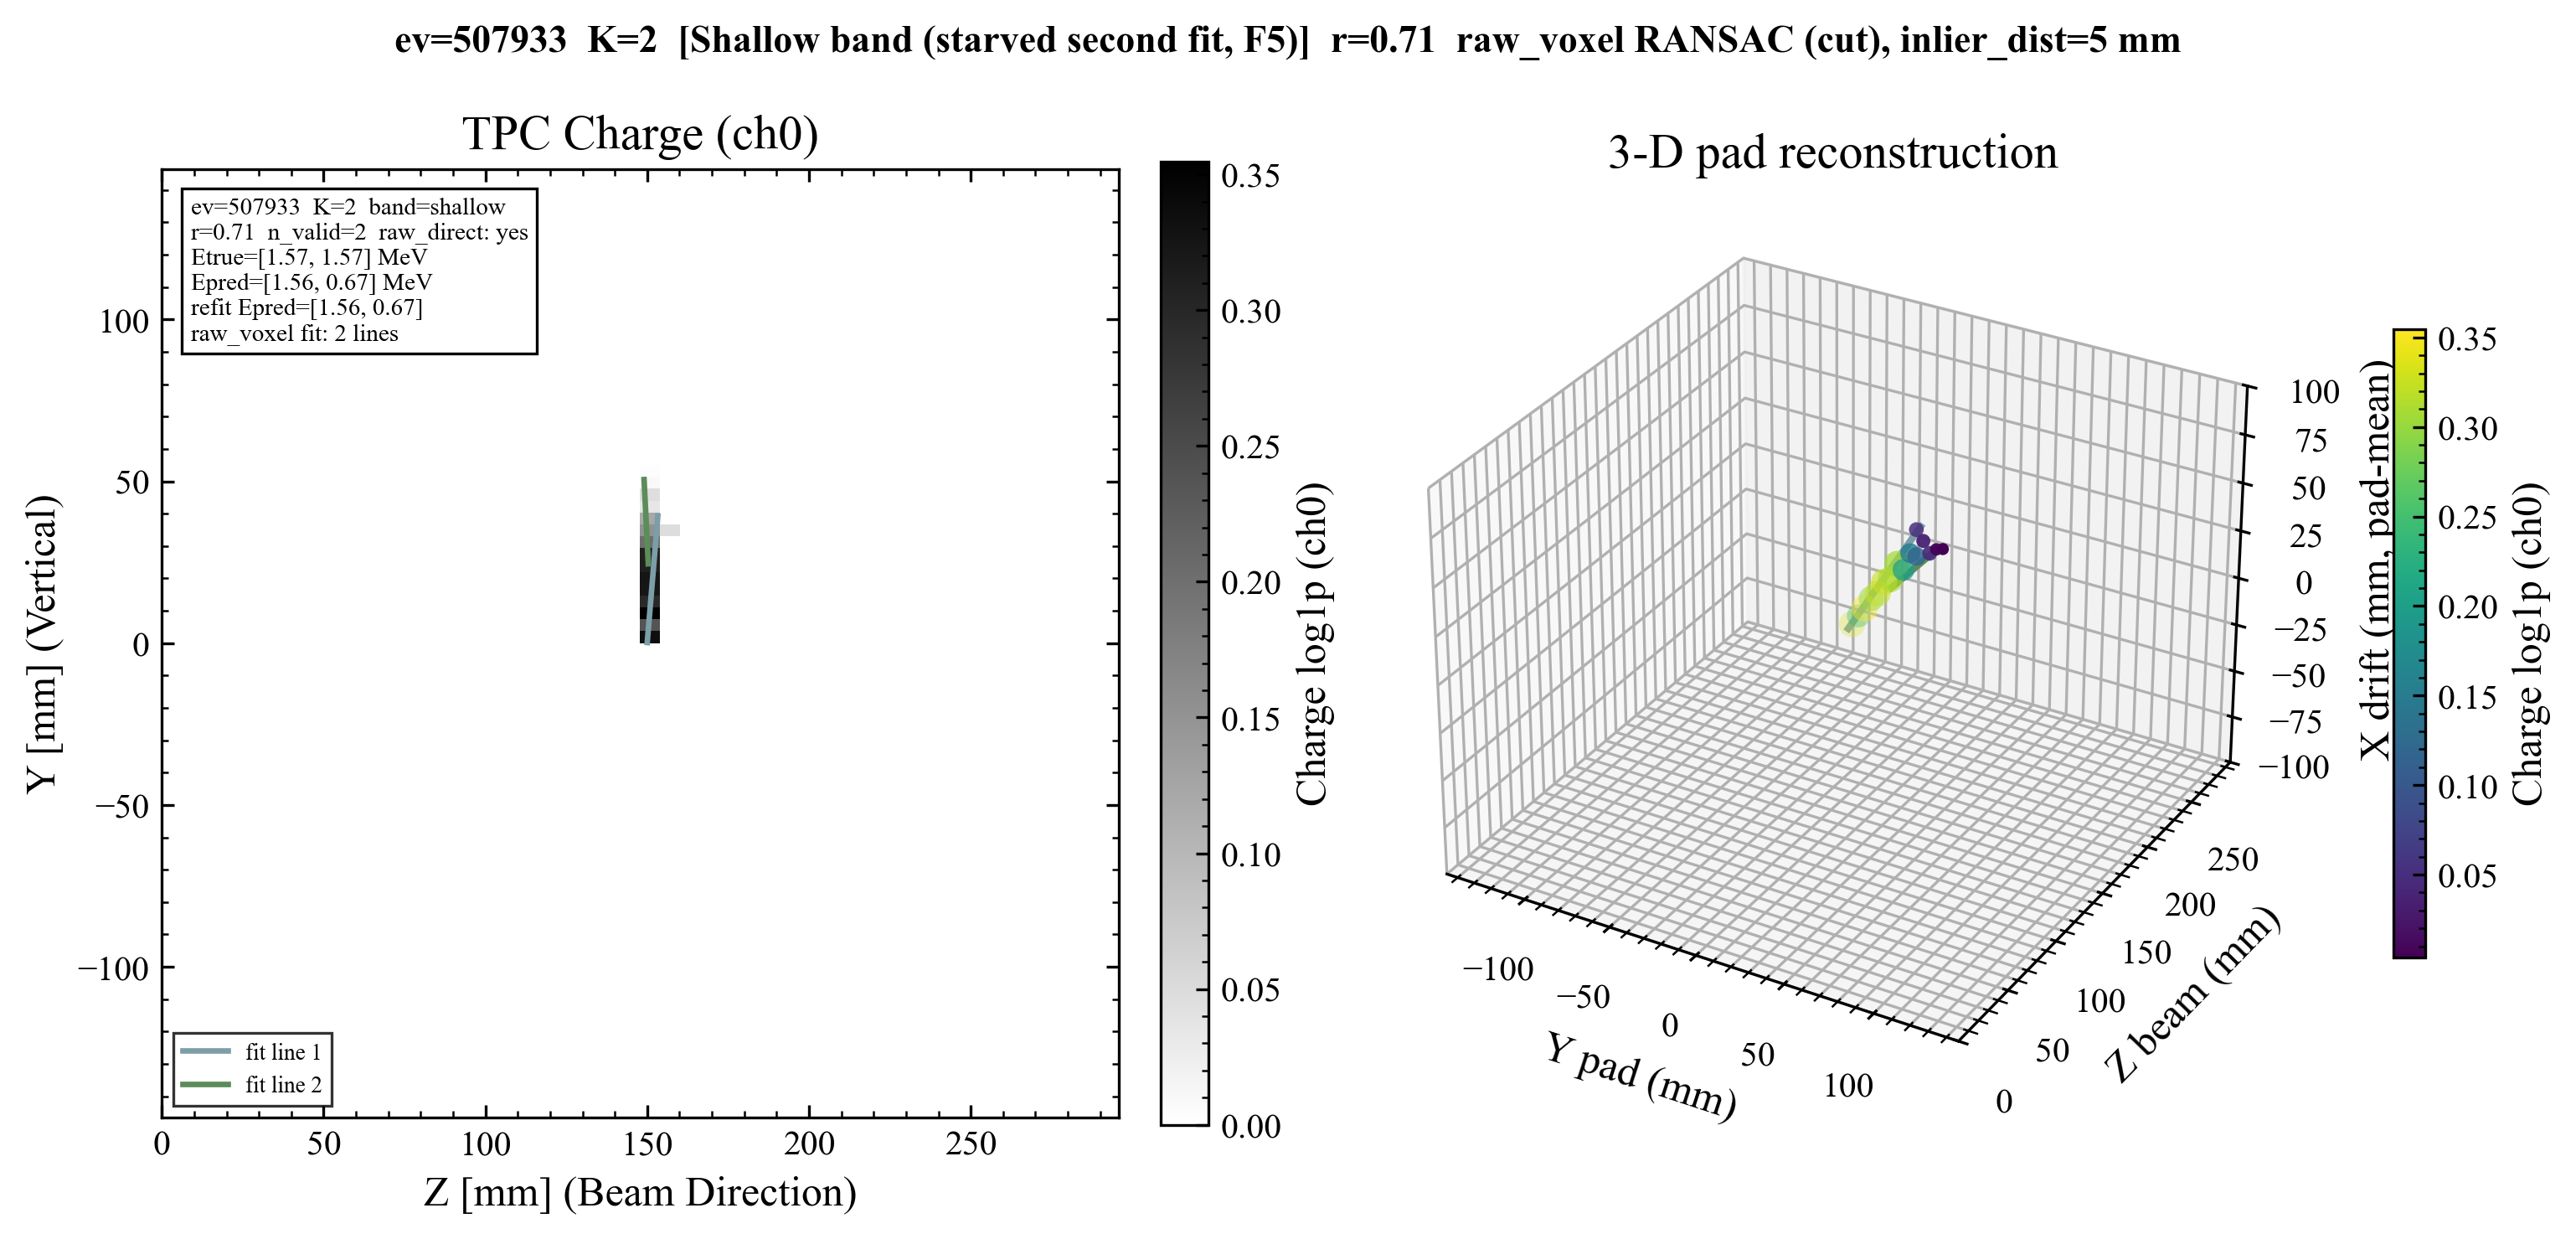 ev=507933  K=2  [Shallow band (starved second fit, F5)]  r=0.71  raw_voxel RANSAC (cut), inlier_dist=5 mm
TPC Charge (ch0)
ev=507933  K=2  band=shallow
r=0.71  n_valid=2  raw_direct: yes
Etrue=[1.57, 1.57] MeV
Epred=[1.56, 0.67] MeV
refit Epred=[1.56, 0.67]
raw_voxel fit: 2 lines
100
50
0
−50
−100
Y [mm] (Vertical)
fit line 1
fit line 2
0 50 100 150 200 250
Z [mm] (Beam Direction)
0.35
0.30
0.25
0.20
0.15
0.10
0.05
0.00
Charge log1p (ch0)
3-D pad reconstruction
−100 −50 0 50 100
Y pad (mm)
0 50 100 150 200 250
Z beam (mm)
100
75
50
25
0
−25
−50
−75
−100
X drift (mm, pad-mean)
0.35
0.30
0.25
0.20
0.15
0.10
0.05
Charge log1p (ch0)